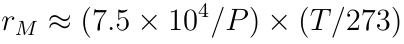 r_M ≈ (7.5 × 10^4/P) × (T/273)